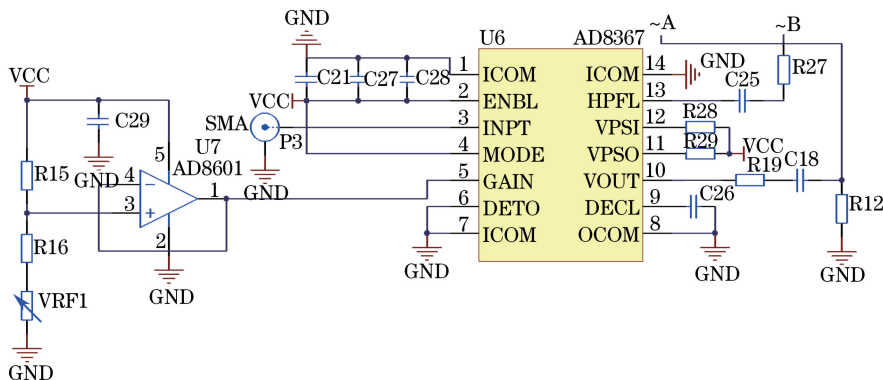 GND
U6
AD8367
~A
~B
VCC
C21
C27
C28
1
ICOM
ICOM
14
GND
R27
VCC
2
ENBL
HPFL
13
C25
C29
SMA
P3
3
INPT
VPSI
12
R28
U7
AD8601
5
4
MODE
VPSO
11
R29
VCC
R15
GND
GND
4
−
1
5
GAIN
VOUT
10
R19
C18
3
+
6
DETO
DECL
9
C26
R12
R16
2
7
ICOM
OCOM
8
GND
GND
GND
GND
VRF1
GND